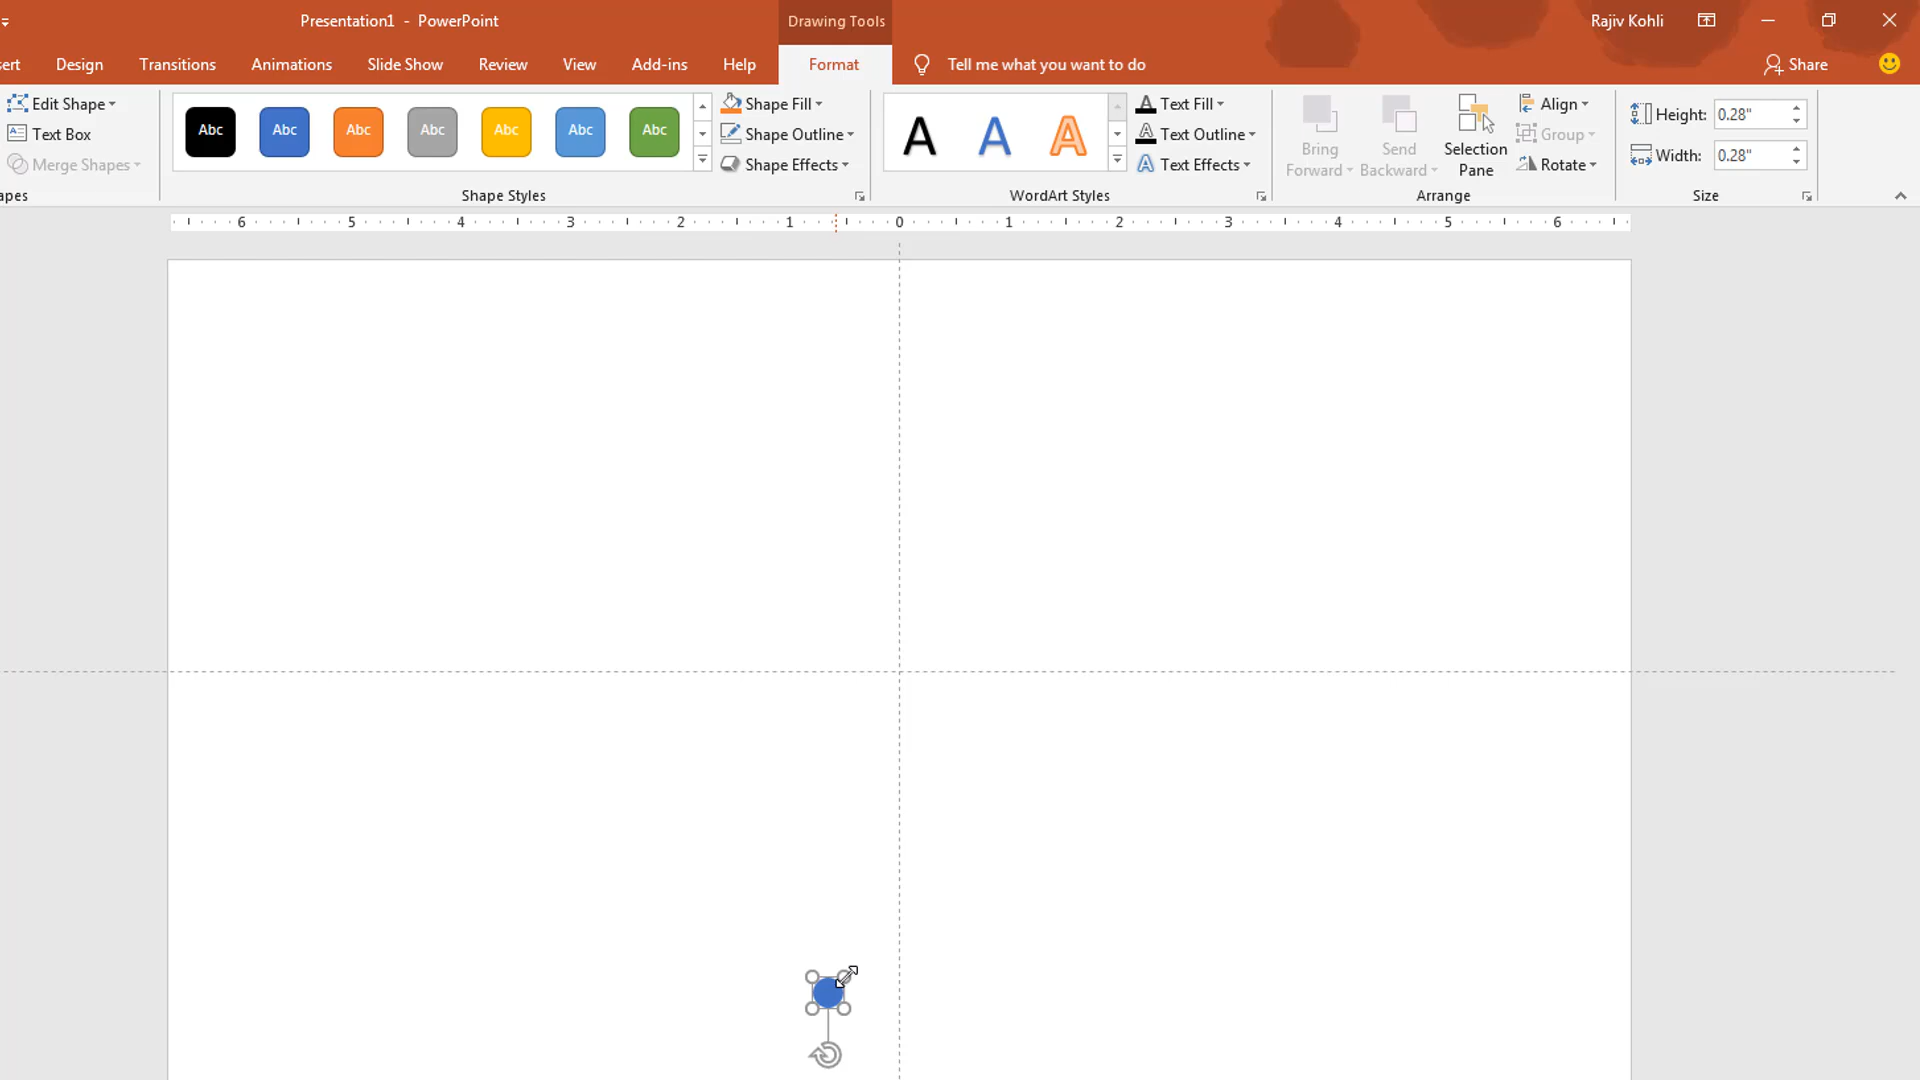 Presentation1 - PowerPoint
Drawing Tools
Rajiv Kohli
ert
Design
Transitions
Animations
Slide Show
Review
View
Add-ins
Help
Format
Tell me what you want to do
Share
Edit Shape
Text Box
Merge Shapes
apes
Abc
Abc
Abc
Abc
Abc
Abc
Abc
Shape Fill
Shape Outline
Shape Effects
Shape Styles
A
A
A
Text Fill
Text Outline
Text Effects
WordArt Styles
Bring
Forward
Send
Backward
Selection
Pane
Align
Group
Rotate
Arrange
Height: 0.28"
Width: 0.28"
Size
6 5 4 3 2 1 0 1 2 3 4 5 6